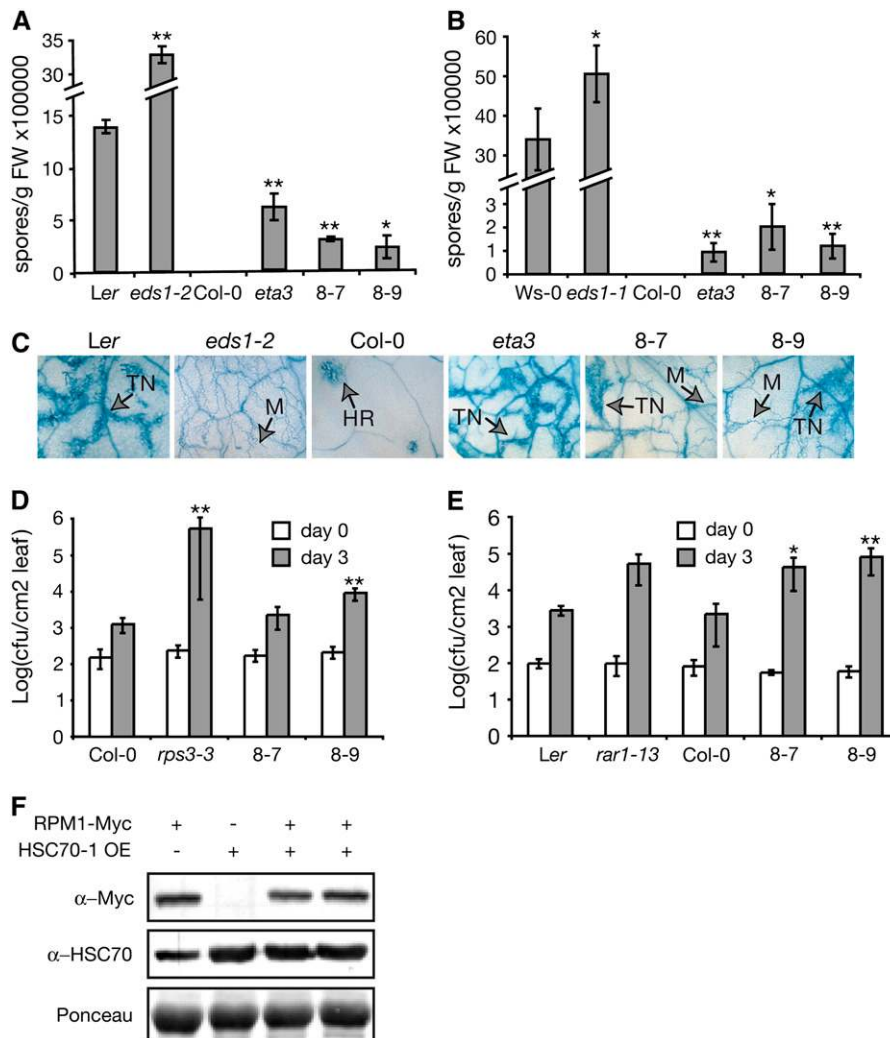 A
spores/g FW x100000
35
30
15
10
5
0
** ** ** *
Ler eds1-2 Col-0 eta3 8-7 8-9
B
spores/g FW x100000
60
50
40
30
2
1
0
* ** * **
Ws-0 eds1-1 Col-0 eta3 8-7 8-9
C
Ler eds1-2 Col-0 eta3 8-7 8-9
TN M HR TN TN M M TN
D
Log(cfu/cm2 leaf)
6
5
4
3
2
1
0
** **
day 0
day 3
Col-0 rps3-3 8-7 8-9
E
Log(cfu/cm2 leaf)
6
5
4
3
2
1
0
* **
day 0
day 3
Ler rar1-13 Col-0 8-7 8-9
F
RPM1-Myc + - + +
HSC70-1 OE - + + +
α–Myc
α–HSC70
Ponceau